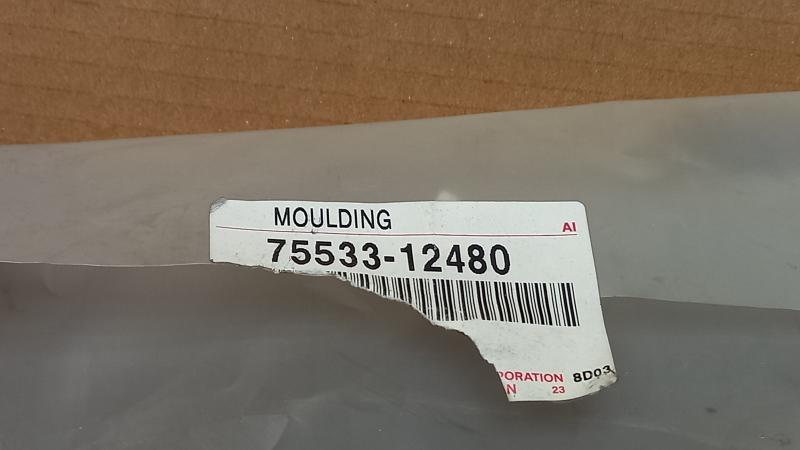 MOULDING
AI
75533-12480
PORATION 8D03
N 23